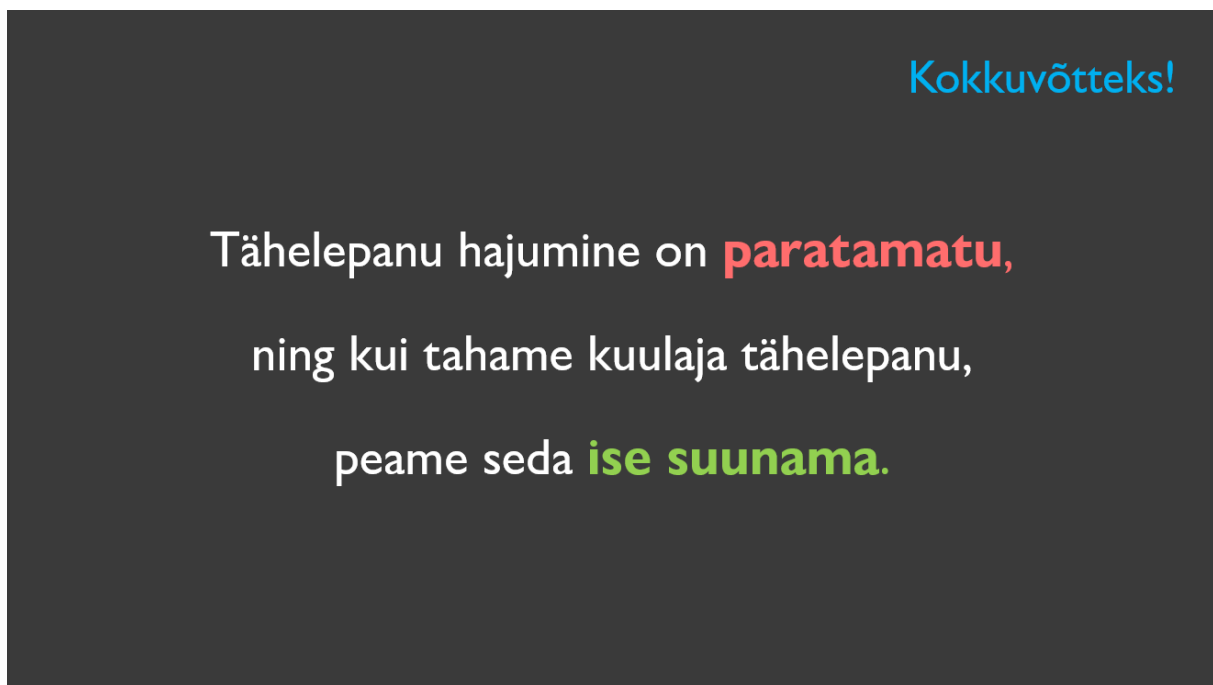 Kokkuvõtteks!
Tähelepanu hajumine on paratamatu,
ning kui tahame kuulaja tähelepanu,
peame seda ise suunama.